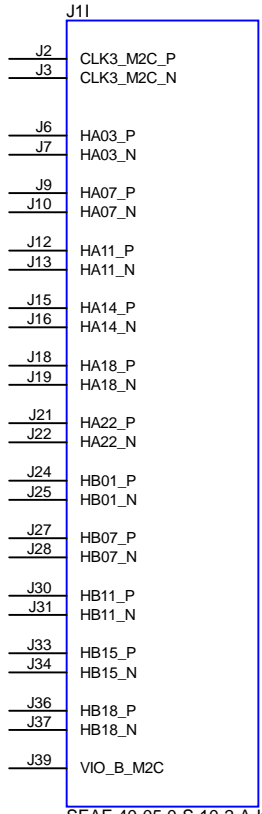 J1I
J2 CLK3_M2C_P
J3 CLK3_M2C_N
J6 HA03_P
J7 HA03_N
J9 HA07_P
J10 HA07_N
J12 HA11_P
J13 HA11_N
J15 HA14_P
J16 HA14_N
J18 HA18_P
J19 HA18_N
J21 HA22_P
J22 HA22_N
J24 HB01_P
J25 HB01_N
J27 HB07_P
J28 HB07_N
J30 HB11_P
J31 HB11_N
J33 HB15_P
J34 HB15_N
J36 HB18_P
J37 HB18_N
J39 VIO_B_M2C